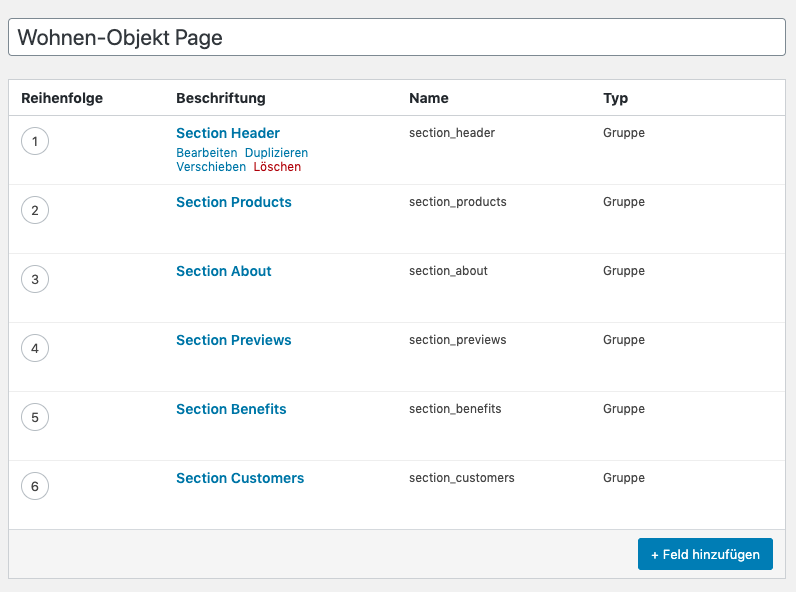 Wohnen-Objekt Page
Reihenfolge Beschriftung Name Typ
1 Section Header section_header Gruppe
Bearbeiten Duplizieren
Verschieben Löschen
2 Section Products section_products Gruppe
3 Section About section_about Gruppe
4 Section Previews section_previews Gruppe
5 Section Benefits section_benefits Gruppe
6 Section Customers section_customers Gruppe
+ Feld hinzufügen